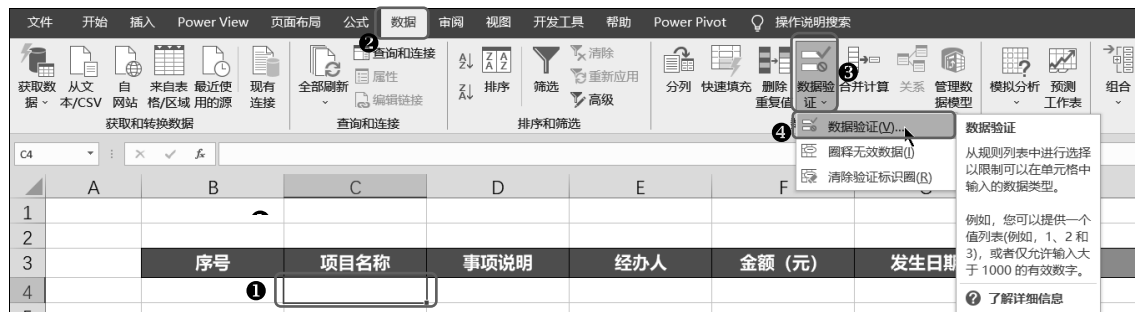 文件 开始 插入 Power View 页面布局 公式 数据 审阅 视图 开发工具 帮助 Power Pivot 操作说明搜索
❷
获取数据 从文本/CSV 自网站 来自表格/区域 最近使用的源 现有连接
获取和转换数据
全部刷新 查询和连接 属性 编辑链接
查询和连接
排序 筛选 清除 重新应用 高级
排序和筛选
分列 快速填充 删除重复值 数据验证 ❸ 合并计算 关系 管理数据模型
模拟分析 预测工作表 组合
❹ 数据验证(V)...
圈释无效数据(I)
清除验证标识圈(R)
数据验证
从规则列表中进行选择
以限制可以在单元格中
输入的数据类型。
例如，您可以提供一个
值列表(例如，1、2 和
3)，或者仅允许输入大
于 1000 的有效数字。
了解详细信息
C4 fx
A B C D E F
1
2
3 序号 项目名称 事项说明 经办人 金额（元） 发生日期
4 ❶